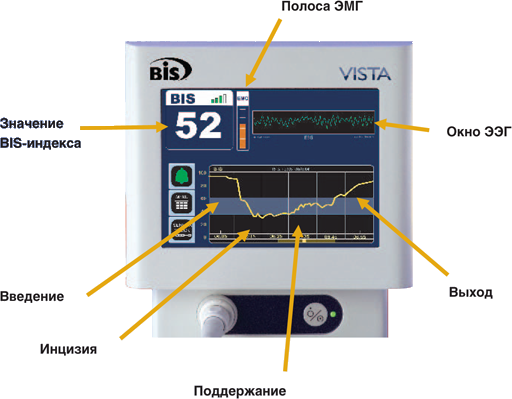 Полоса ЭМГ
BIS
VISTA
BIS
EMG
52
Значение
BIS-индекса
Окно ЭЭГ
Введение
Выход
Инцизия
Поддержание